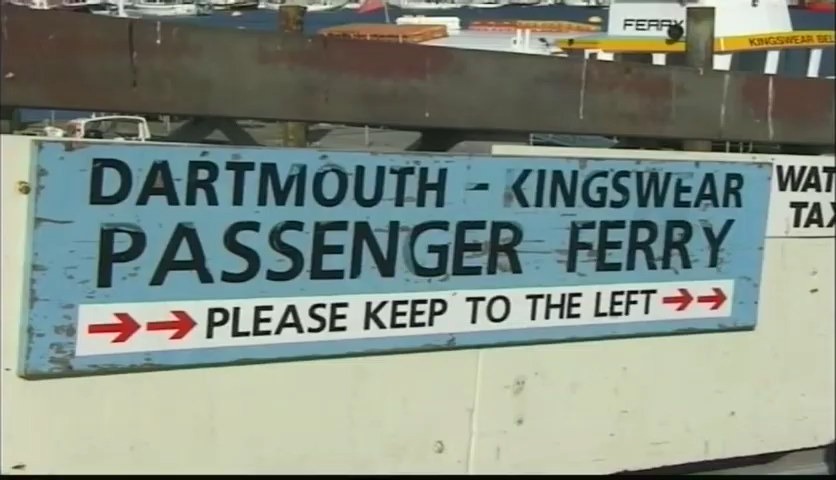 FERRY
KINGSWEAR
DARTMOUTH - KINGSWEAR
PASSENGER FERRY
PLEASE KEEP TO THE LEFT
WAT
TAX